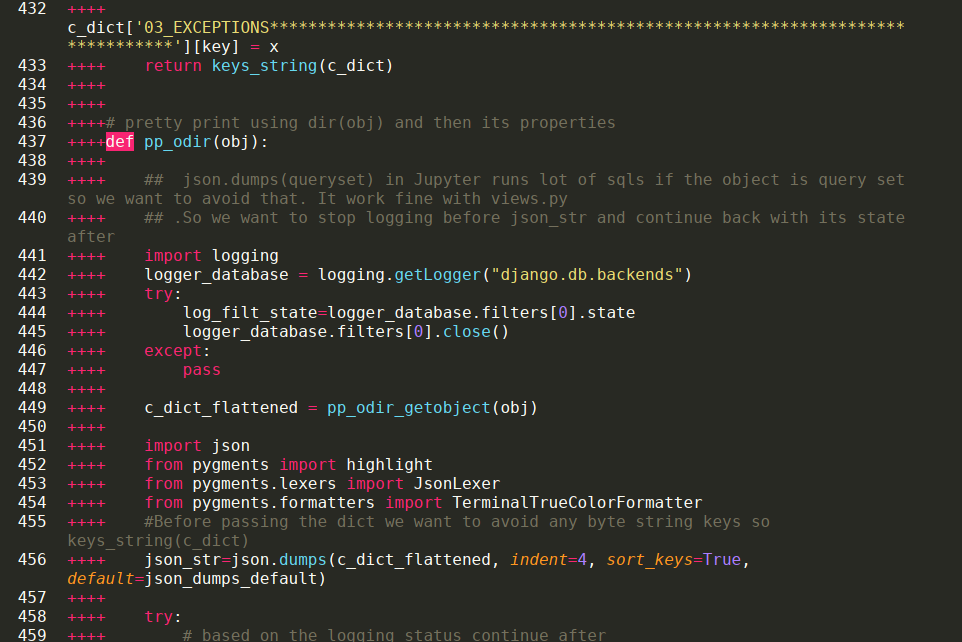 432 ++++
c_dict['03_EXCEPTIONS******************************************************************
***********'][key] = x
433 ++++    return keys_string(c_dict)
434 ++++
435 ++++
436 ++++# pretty print using dir(obj) and then its properties
437 ++++def pp_odir(obj):
438 ++++
439 ++++    ##  json.dumps(queryset) in Jupyter runs lot of sqls if the object is query set
so we want to avoid that. It work fine with views.py
440 ++++    ## .So we want to stop logging before json_str and continue back with its state
after
441 ++++    import logging
442 ++++    logger_database = logging.getLogger("django.db.backends")
443 ++++    try:
444 ++++        log_filt_state=logger_database.filters[0].state
445 ++++        logger_database.filters[0].close()
446 ++++    except:
447 ++++        pass
448 ++++
449 ++++    c_dict_flattened = pp_odir_getobject(obj)
450 ++++
451 ++++    import json
452 ++++    from pygments import highlight
453 ++++    from pygments.lexers import JsonLexer
454 ++++    from pygments.formatters import TerminalTrueColorFormatter
455 ++++    #Before passing the dict we want to avoid any byte string keys so
keys_string(c_dict)
456 ++++    json_str=json.dumps(c_dict_flattened, indent=4, sort_keys=True,
default=json_dumps_default)
457 ++++
458 ++++    try:
459 ++++        # based on the logging status continue after